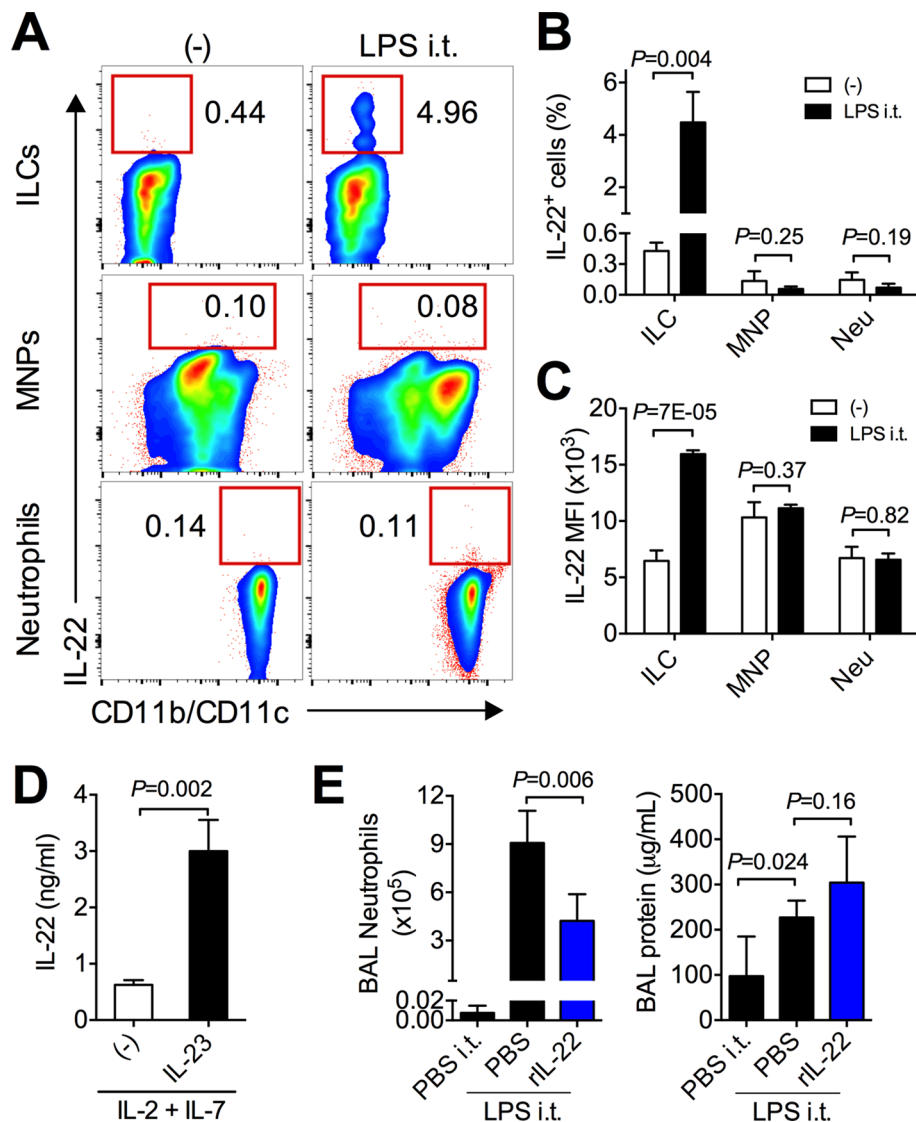 A
(-)
LPS i.t.
ILCs
0.44
4.96
MNPs
0.10
0.08
Neutrophils
0.14
0.11
IL-22
CD11b/CD11c
B
P=0.004
(-)
LPS i.t.
IL-22+ cells (%)
6
4
2
0.6
0.3
0.0
P=0.25
P=0.19
ILC
MNP
Neu
C
P=7E-05
(-)
LPS i.t.
IL-22 MFI (x10³)
20
15
10
5
0
P=0.37
P=0.82
ILC
MNP
Neu
D
P=0.002
IL-22 (ng/ml)
4
3
2
1
0
(-)
IL-23
IL-2 + IL-7
E
P=0.006
BAL Neutrophils
(x10⁵)
12
9
6
3
0.02
0.00
PBS i.t.
PBS
rIL-22
LPS i.t.
P=0.16
P=0.024
BAL protein (μg/mL)
500
400
300
200
100
0
PBS i.t.
PBS
rIL-22
LPS i.t.